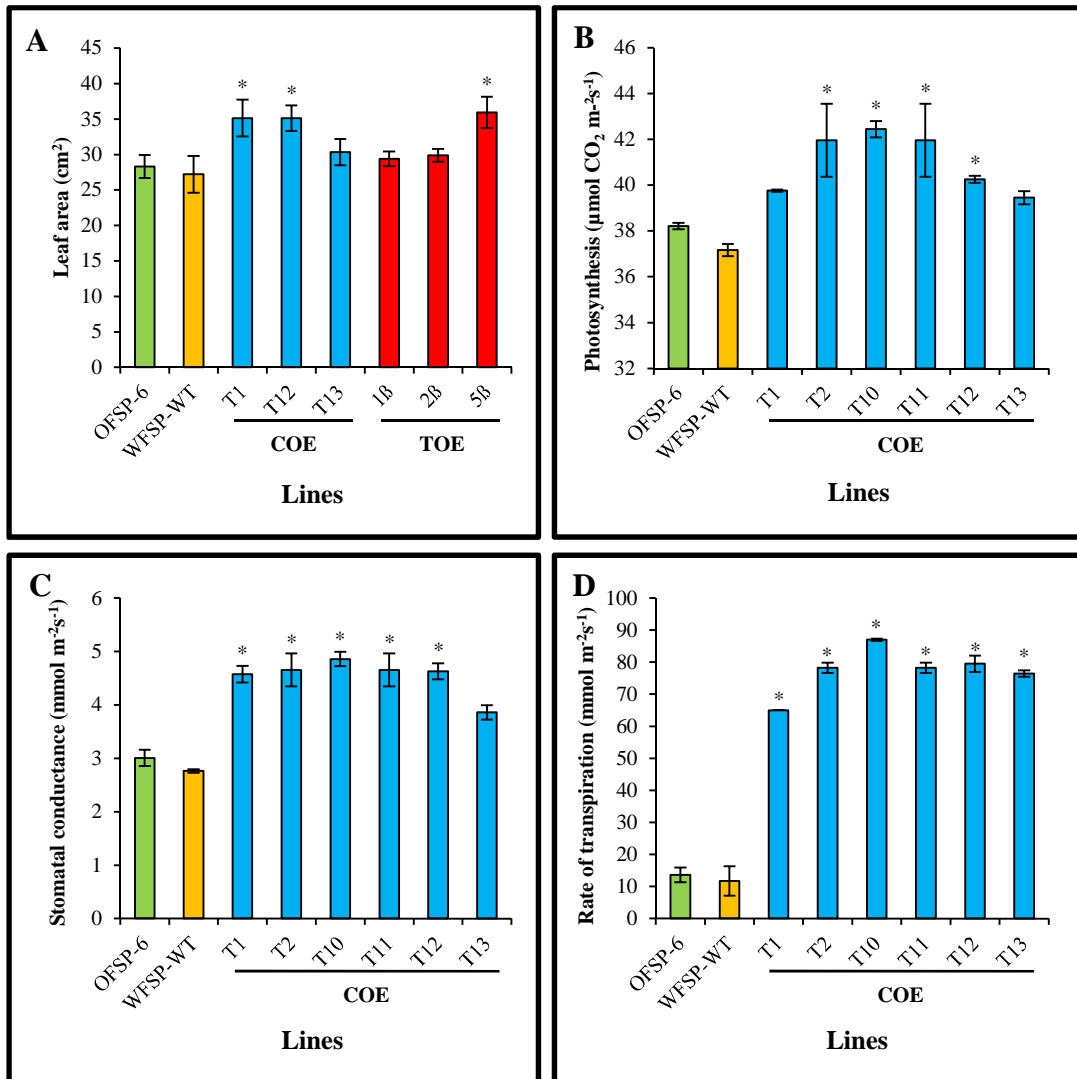 A
Leaf area (cm²)
45
40
35
30
25
20
15
10
5
0
*
*
*
OFSP-6
WFSP-WT
T1
T12
T13
1ß
2ß
5ß
COE
TOE
Lines
B
Photosynthesis (µmol CO₂ m-²s⁻¹)
46
44
42
40
38
36
34
32
*
*
*
*
OFSP-6
WFSP-WT
T1
T2
T10
T11
T12
T13
COE
Lines
C
Stomatal conductance (mmol m⁻²s⁻¹)
6
5
4
3
2
1
0
*
*
*
*
*
OFSP-6
WFSP-WT
T1
T2
T10
T11
T12
T13
COE
Lines
D
Rate of transpiration (mmol m⁻²s⁻¹)
100
90
80
70
60
50
40
30
20
10
0
*
*
*
*
*
*
OFSP-6
WFSP-WT
T1
T2
T10
T11
T12
T13
COE
Lines